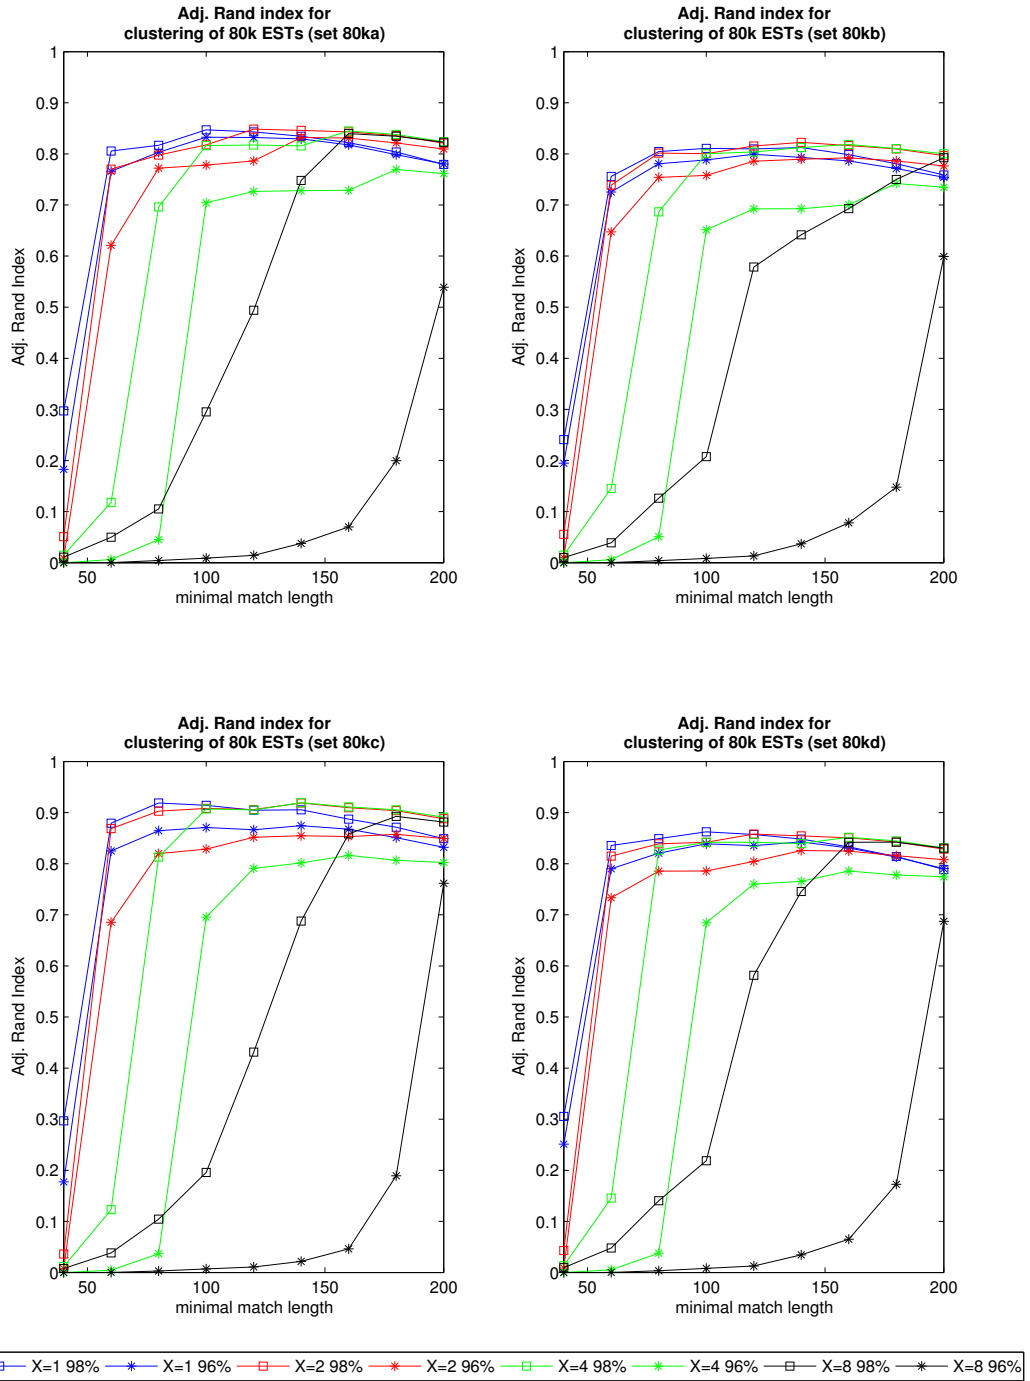 Adj. Rand index for
clustering of 80k ESTs (set 80ka)
1
0.9
0.8
0.7
0.6
0.5
0.4
0.3
0.2
0.1
0
Adj. Rand Index
50 100 150 200
minimal match length
Adj. Rand index for
clustering of 80k ESTs (set 80kb)
1
0.9
0.8
0.7
0.6
0.5
0.4
0.3
0.2
0.1
0
Adj. Rand Index
50 100 150 200
minimal match length
Adj. Rand index for
clustering of 80k ESTs (set 80kc)
1
0.9
0.8
0.7
0.6
0.5
0.4
0.3
0.2
0.1
0
Adj. Rand Index
50 100 150 200
minimal match length
Adj. Rand index for
clustering of 80k ESTs (set 80kd)
1
0.9
0.8
0.7
0.6
0.5
0.4
0.3
0.2
0.1
0
Adj. Rand Index
50 100 150 200
minimal match length
X=1 98% X=1 96% X=2 98% X=2 96% X=4 98% X=4 96% X=8 98% X=8 96%